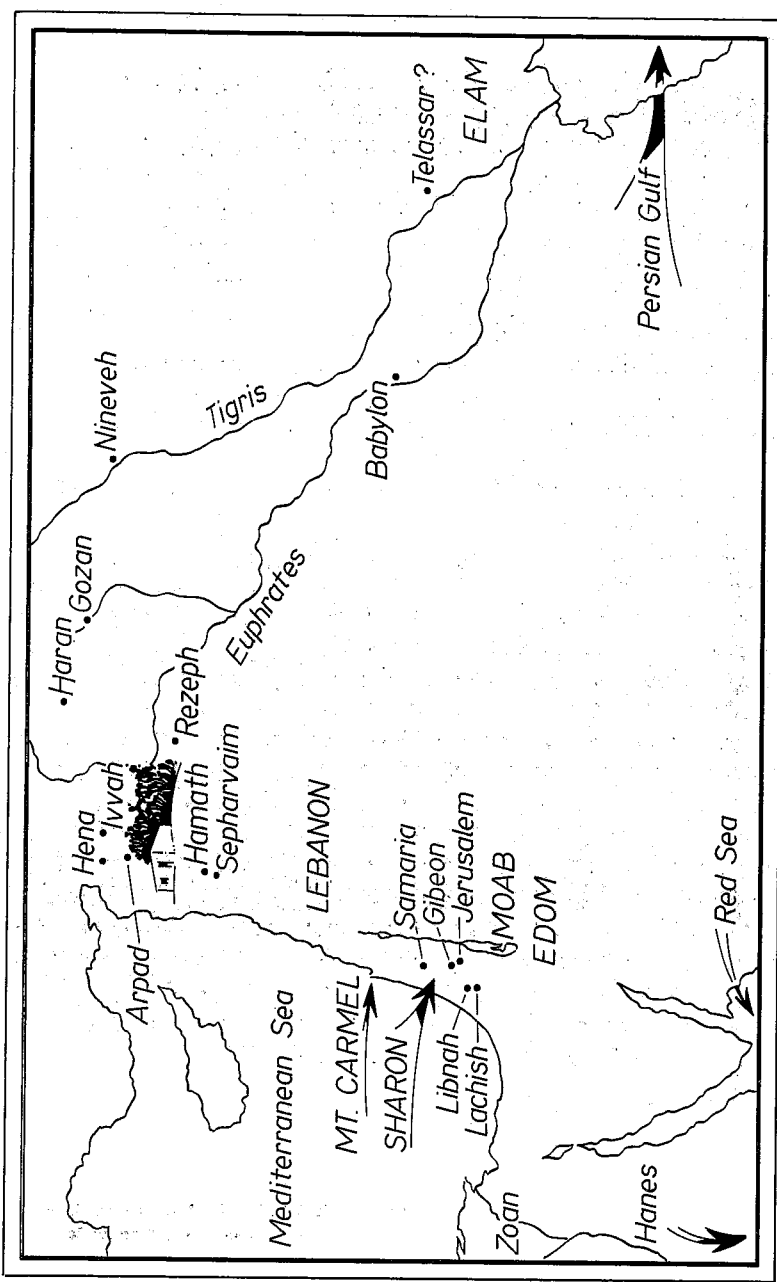 Haran
Gozan
Nineveh
Hena
Ivvah
Tigris
Arpad
Rezeph
Hamath
Sepharvaim
Euphrates
Telassar?
ELAM
Babylon
Mediterranean Sea
LEBANON
MT. CARMEL
SHARON
Samaria
Gibeon
Jerusalem
Libnah
Lachish
MOAB
EDOM
Zoan
Persian Gulf
Hanes
Red Sea